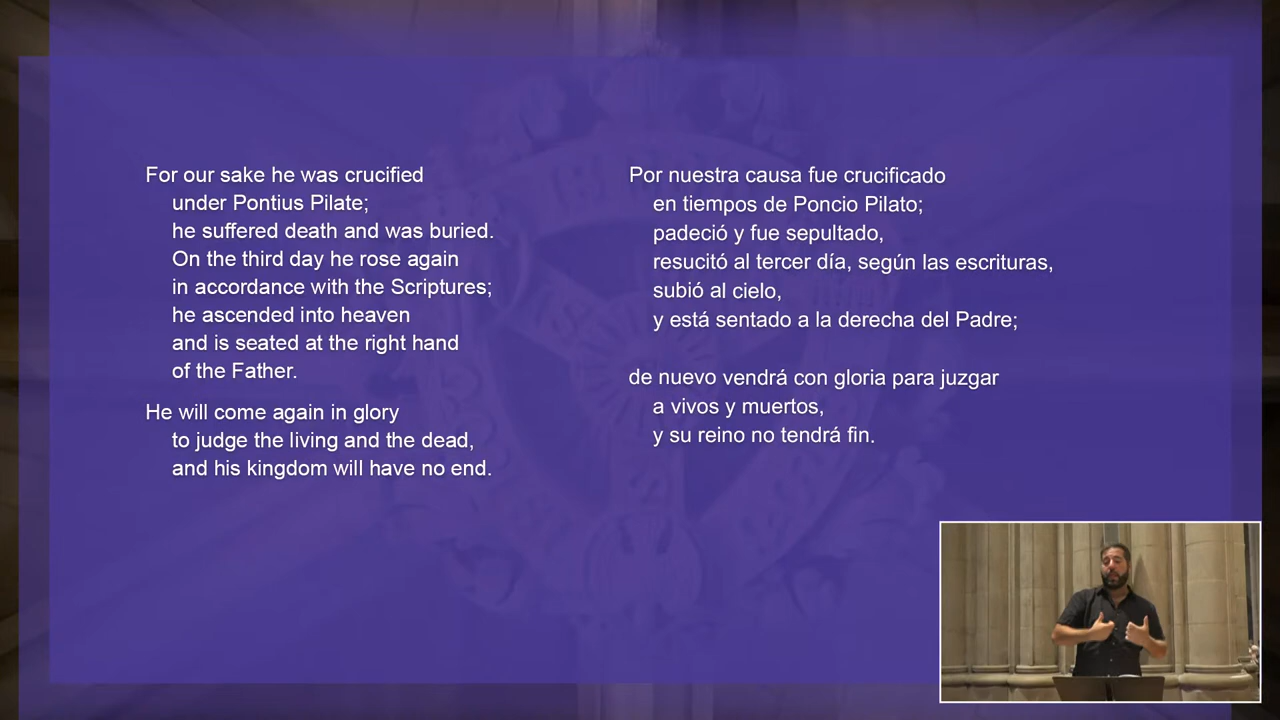 For our sake he was crucified
under Pontius Pilate;
he suffered death and was buried.
On the third day he rose again
in accordance with the Scriptures;
he ascended into heaven
and is seated at the right hand
of the Father.
He will come again in glory
to judge the living and the dead,
and his kingdom will have no end.
Por nuestra causa fue crucificado
en tiempos de Poncio Pilato;
padeció y fue sepultado,
resucitó al tercer día, según las escrituras,
subió al cielo,
y está sentado a la derecha del Padre;
de nuevo vendrá con gloria para juzgar
a vivos y muertos,
y su reino no tendrá fin.